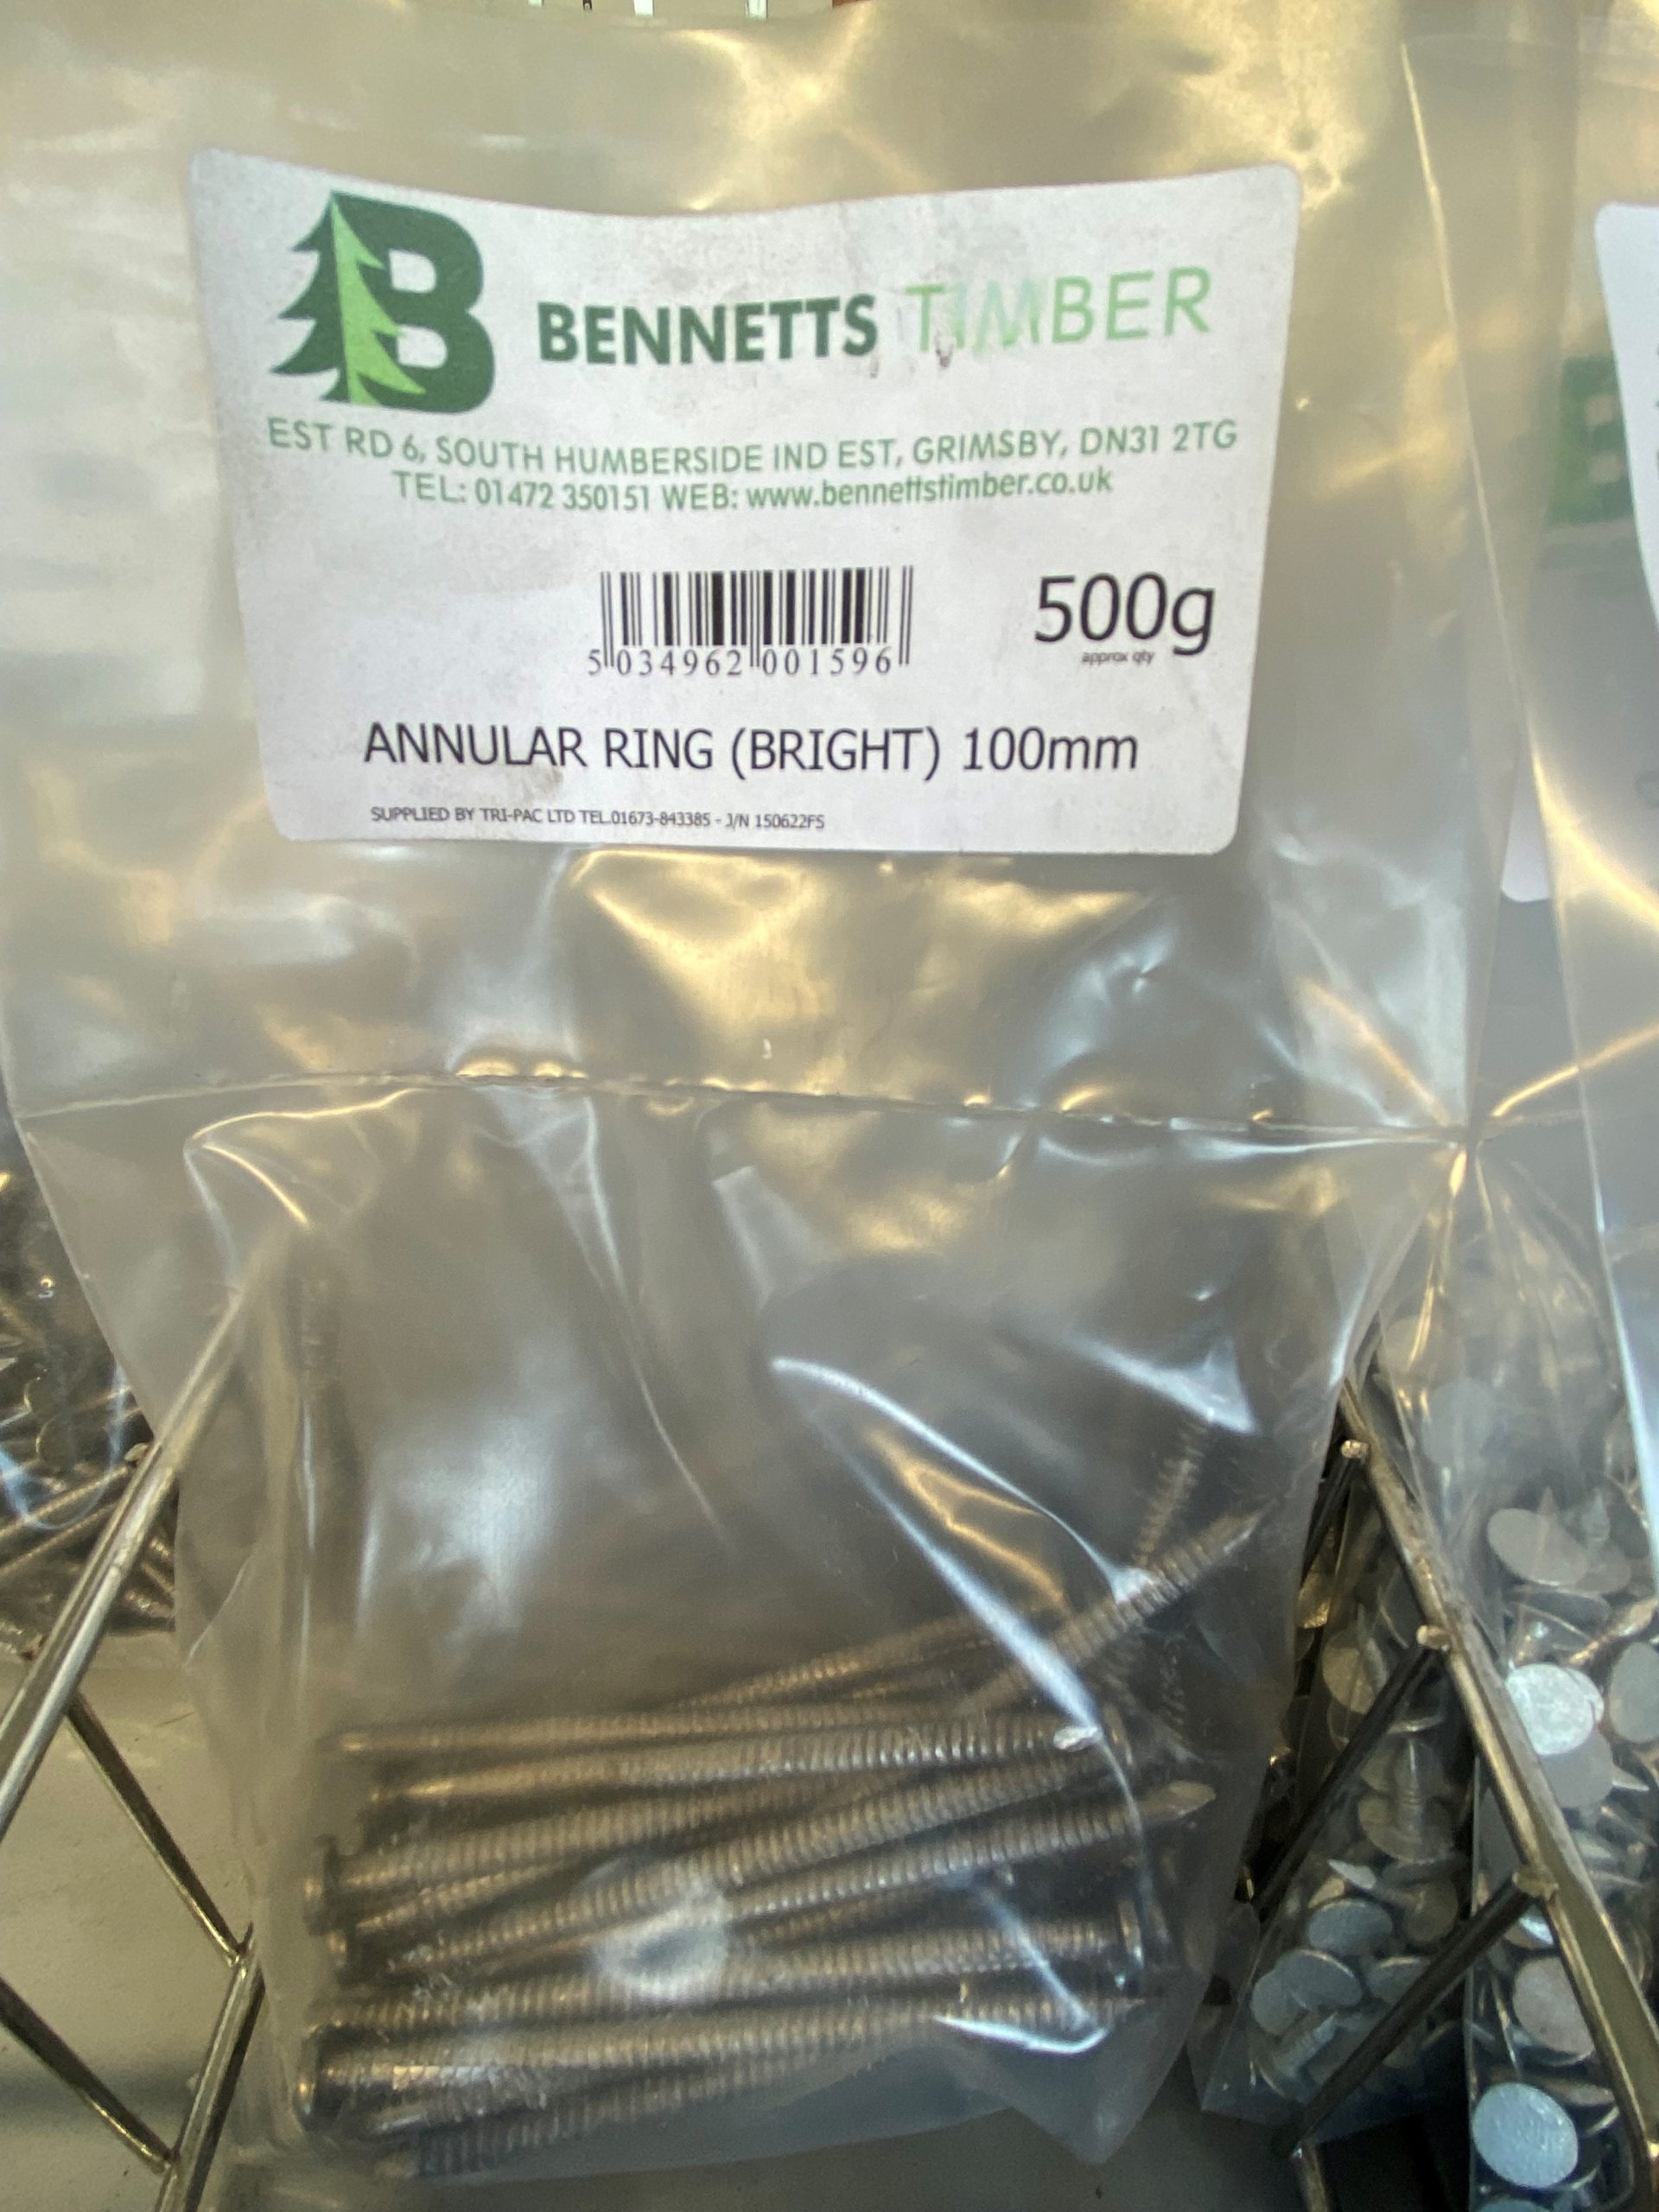 B
BENNETTS TIMBER
EST RD 6, SOUTH HUMBERSIDE IND EST, GRIMSBY, DN31 2TG
TEL: 01472 350151 WEB: www.bennettstimber.co.uk
500g
approx qty
5 034962 001596
ANNULAR RING (BRIGHT) 100mm
SUPPLIED BY TRI-PAC LTD TEL.01673-843385 - J/N 150622FS